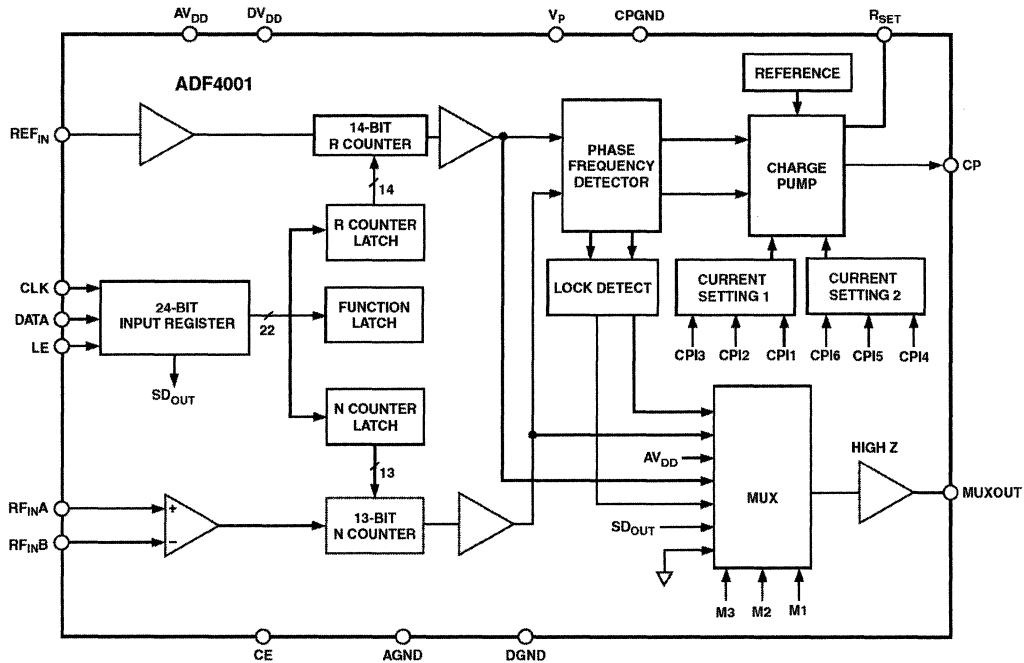 AVDD DVDD VP CPGND RSET
ADF4001
REFERENCE
REFIN
14-BIT
R COUNTER
PHASE
FREQUENCY
DETECTOR
CHARGE
PUMP
CP
14
R COUNTER
LATCH
CLK
DATA
LE
24-BIT
INPUT REGISTER
22
FUNCTION
LATCH
LOCK DETECT
CURRENT
SETTING 1
CURRENT
SETTING 2
CPI3 CPI2 CPI1 CPI6 CPI5 CPI4
SDOUT
N COUNTER
LATCH
13
AVDD
MUX
HIGH Z
MUXOUT
SDOUT
RFINA
RFINB
+
−
13-BIT
N COUNTER
M3 M2 M1
CE AGND DGND